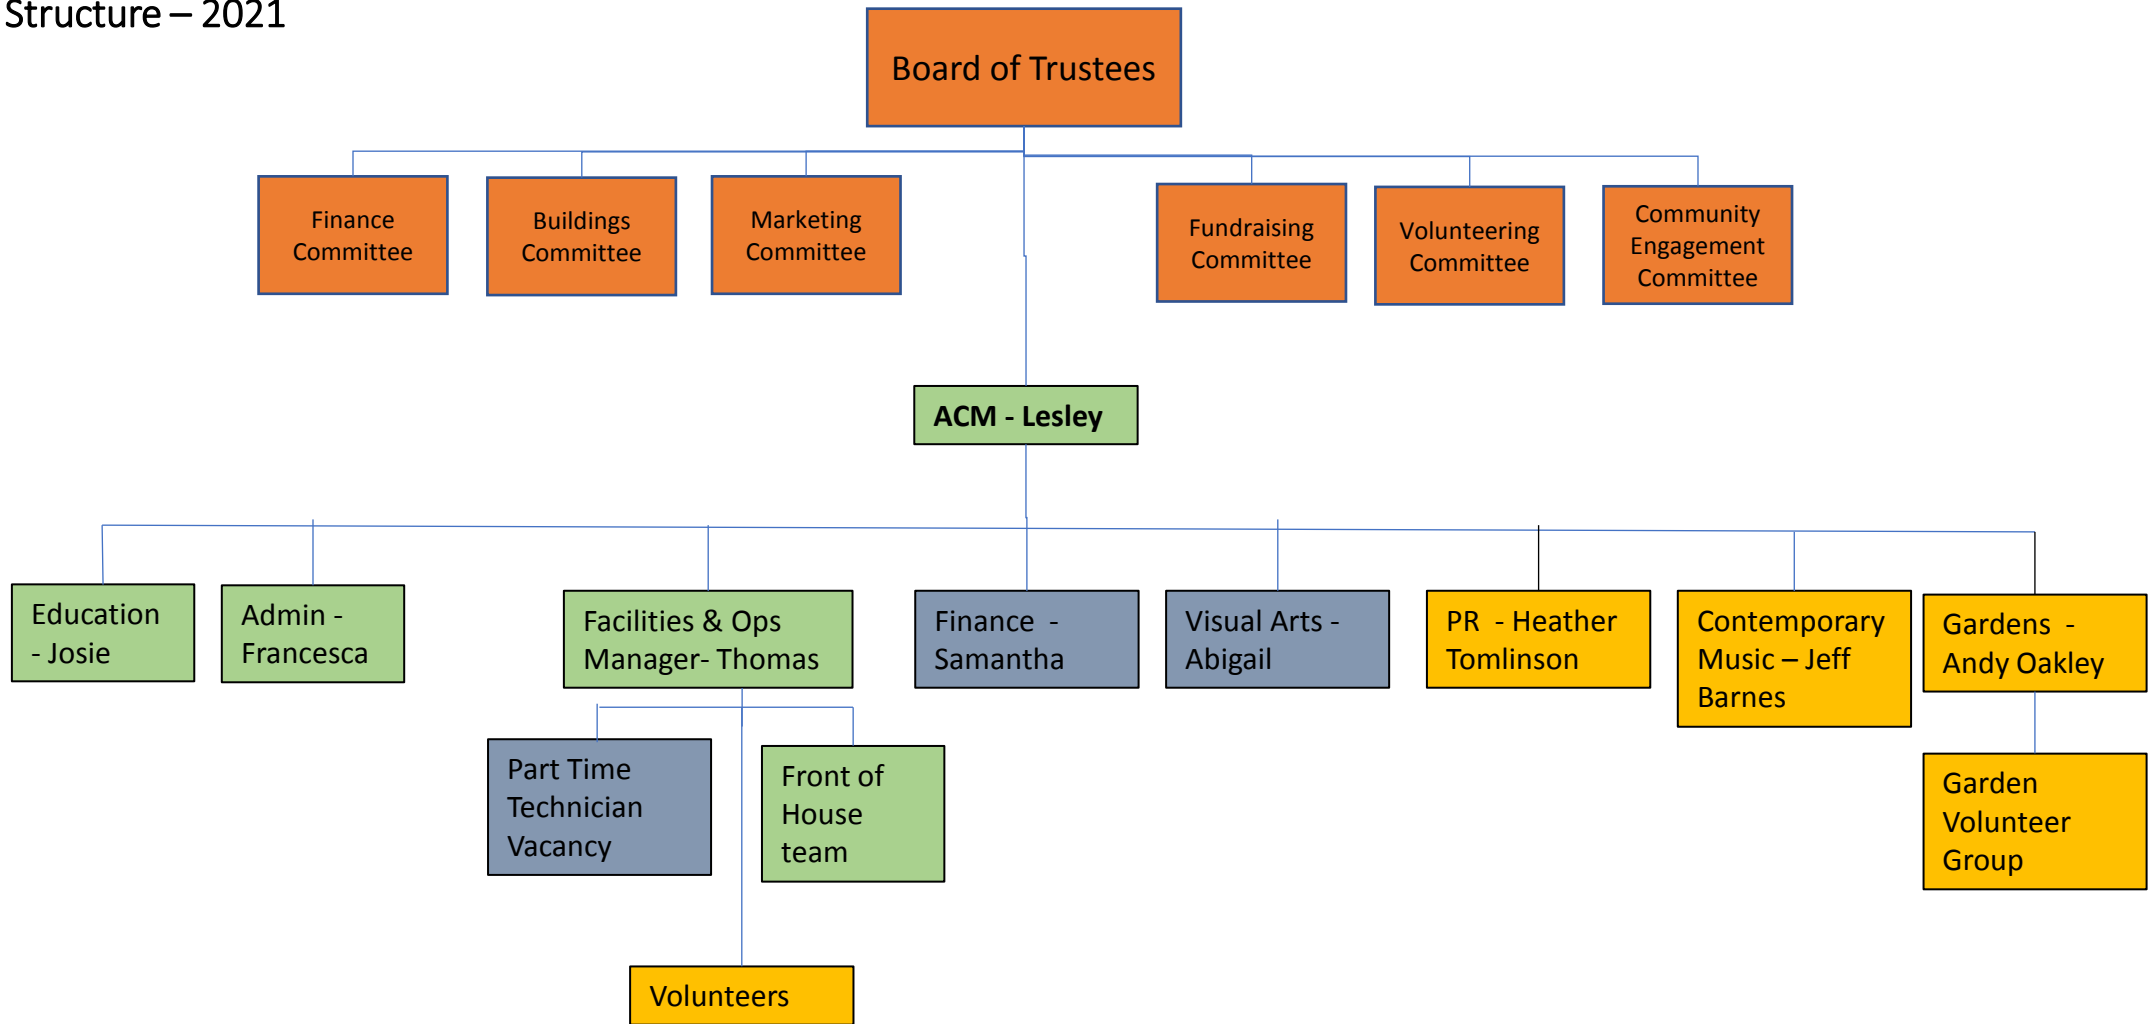 Structure – 2021
Board of Trustees
Finance
Committee
Buildings
Committee
Marketing
Committee
Fundraising
Committee
Volunteering
Committee
Community
Engagement
Committee
ACM - Lesley
Education
- Josie
Admin -
Francesca
Facilities & Ops
Manager- Thomas
Finance  -
Samantha
Visual Arts -
Abigail
PR  - Heather
Tomlinson
Contemporary
Music – Jeff
Barnes
Gardens  -
Andy Oakley
Part Time
Technician
Vacancy
Front of
House
team
Garden
Volunteer
Group
Volunteers